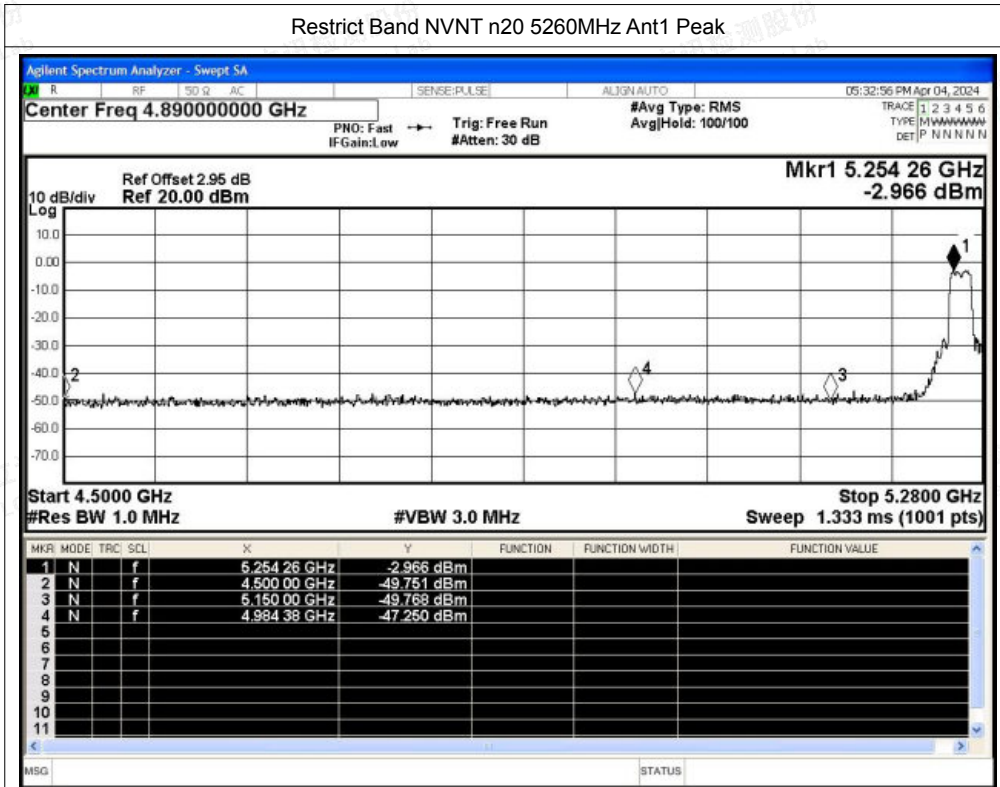 Restrict Band NVNT n20 5260MHz Ant1 Peak
Agilent Spectrum Analyzer - Swept SA
R RF 50 Ω AC SENSE:PULSE ALIGN AUTO 05:32:56 PM Apr 04, 2024
Center Freq 4.890000000 GHz #Avg Type: RMS TRACE 1 2 3 4 5 6
PNO: Fast Trig: Free Run Avg|Hold: 100/100 TYPE M
IFGain:Low #Atten: 30 dB DET P N N N N N
Mkr1 5.254 26 GHz
Ref Offset 2.95 dB
10 dB/div Ref 20.00 dBm -2.966 dBm
Log
10.0
1
0.00
-10.0
-20.0
-30.0
-40.0
2 4 3
-50.0
-60.0
-70.0
Start 4.5000 GHz Stop 5.2800 GHz
#Res BW 1.0 MHz #VBW 3.0 MHz Sweep 1.333 ms (1001 pts)
MKR MODE TRC SCL X Y FUNCTION FUNCTION WIDTH FUNCTION VALUE
1 N f 5.254 26 GHz -2.966 dBm
2 N f 4.500 00 GHz -49.751 dBm
3 N f 5.150 00 GHz -49.768 dBm
4 N f 4.984 38 GHz -47.250 dBm
5
6
7
8
9
10
11
MSG STATUS